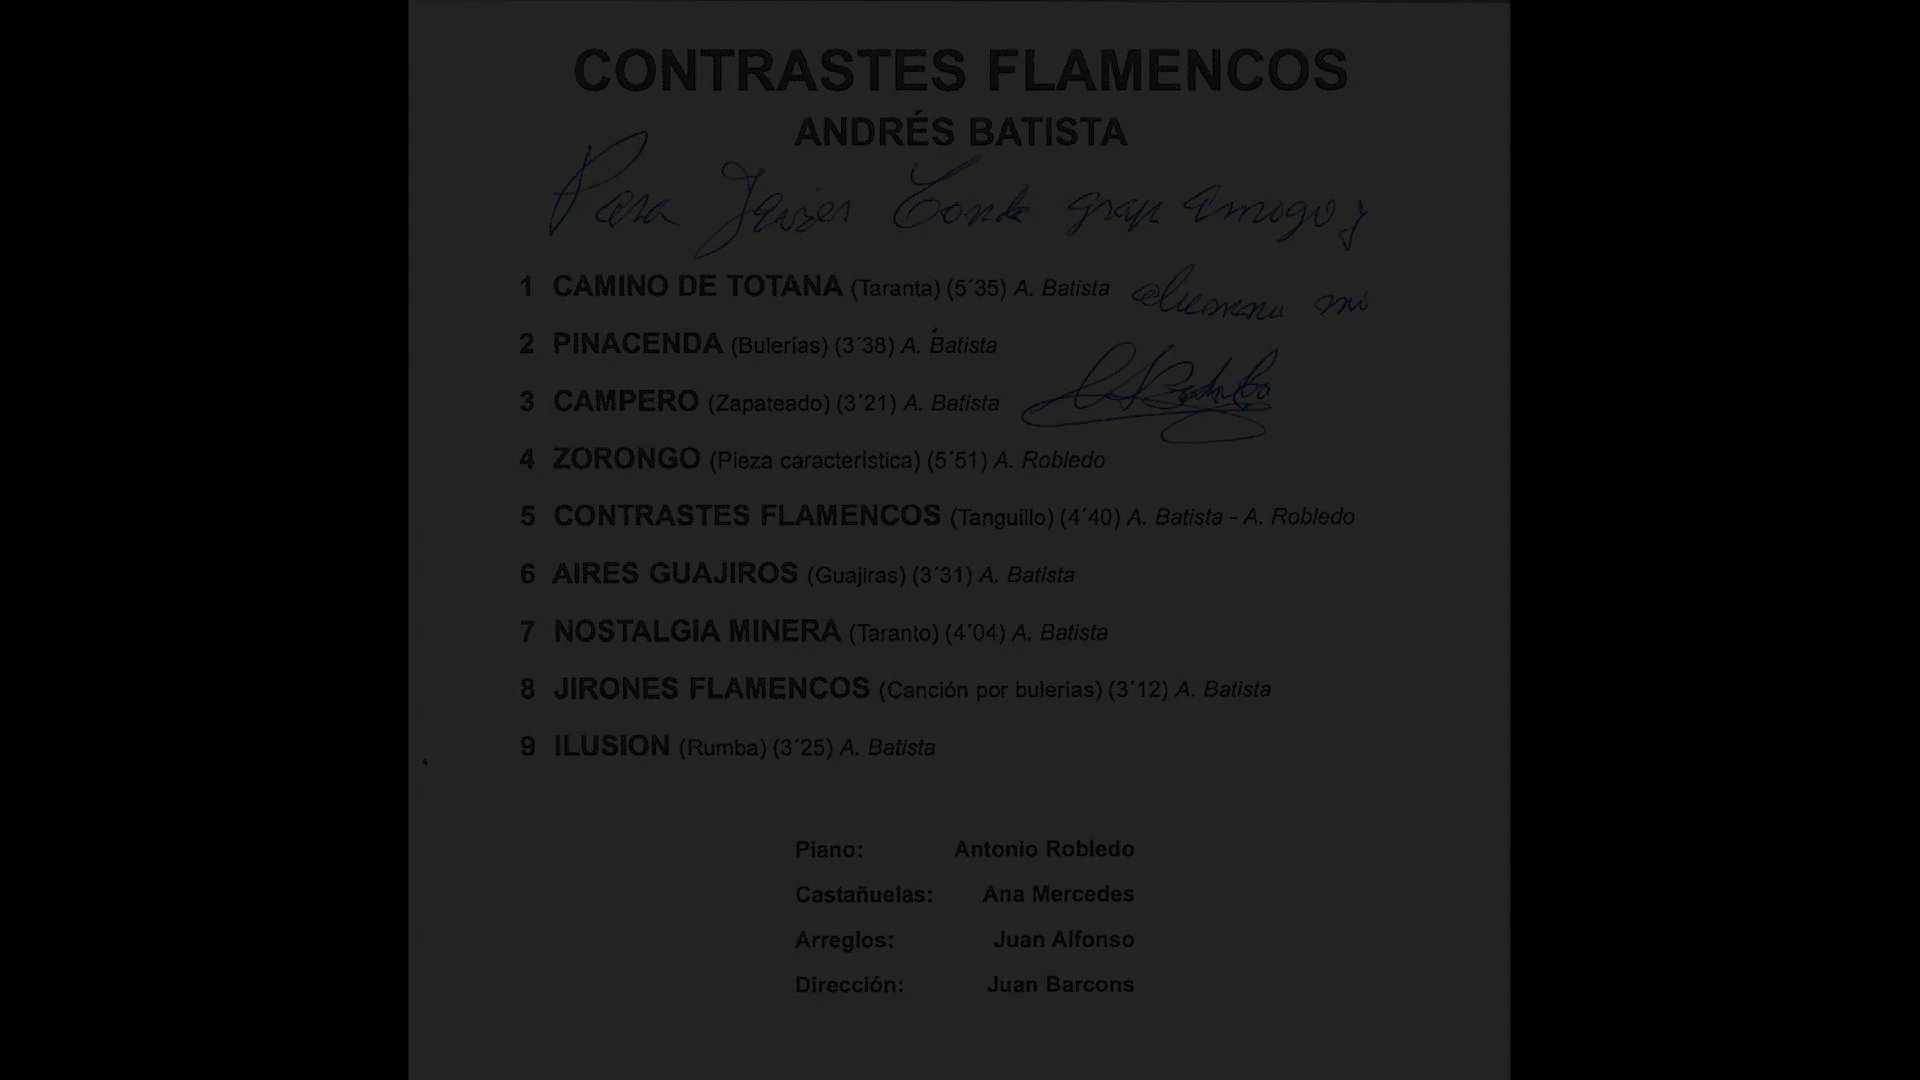 CONTRASTES FLAMENCOS
ANDRÉS BATISTA
Para Javier Conde gran amigo y
alumno mio
1 CAMINO DE TOTANA (Taranta) (5´35) A. Batista
2 PINACENDA (Bulerías) (3´38) A. Batista
3 CAMPERO (Zapateado) (3´21) A. Batista
ABatista
4 ZORONGO (Pieza característica) (5´51) A. Robledo
5 CONTRASTES FLAMENCOS (Tanguillo) (4´40) A. Batista - A. Robledo
6 AIRES GUAJIROS (Guajiras) (3´31) A. Batista
7 NOSTALGIA MINERA (Taranto) (4´04) A. Batista
8 JIRONES FLAMENCOS (Canción por bulerías) (3´12) A. Batista
9 ILUSION (Rumba) (3´25) A. Batista
Piano: Antonio Robledo
Castañuelas: Ana Mercedes
Arreglos: Juan Alfonso
Dirección: Juan Barcons